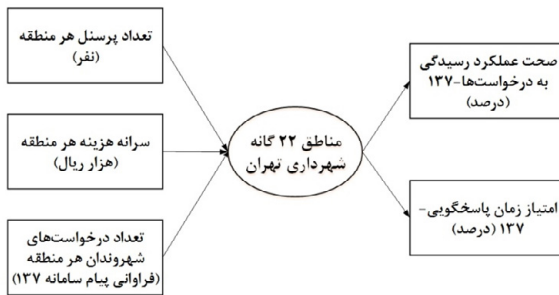 تعداد پرسنل هر منطقه
(نفر)
سرانه هزینه هر منطقه
(هزار ریال)
تعداد درخواست‌های
شهروندان هر منطقه
(فراوانی پیام سامانه ۱۳۷)
مناطق ۲۲ گانه
شهرداری تهران
صحت عملکرد رسیدگی
به درخواست‌ها-۱۳۷
(درصد)
امتیاز زمان پاسخگویی-
۱۳۷ (درصد)